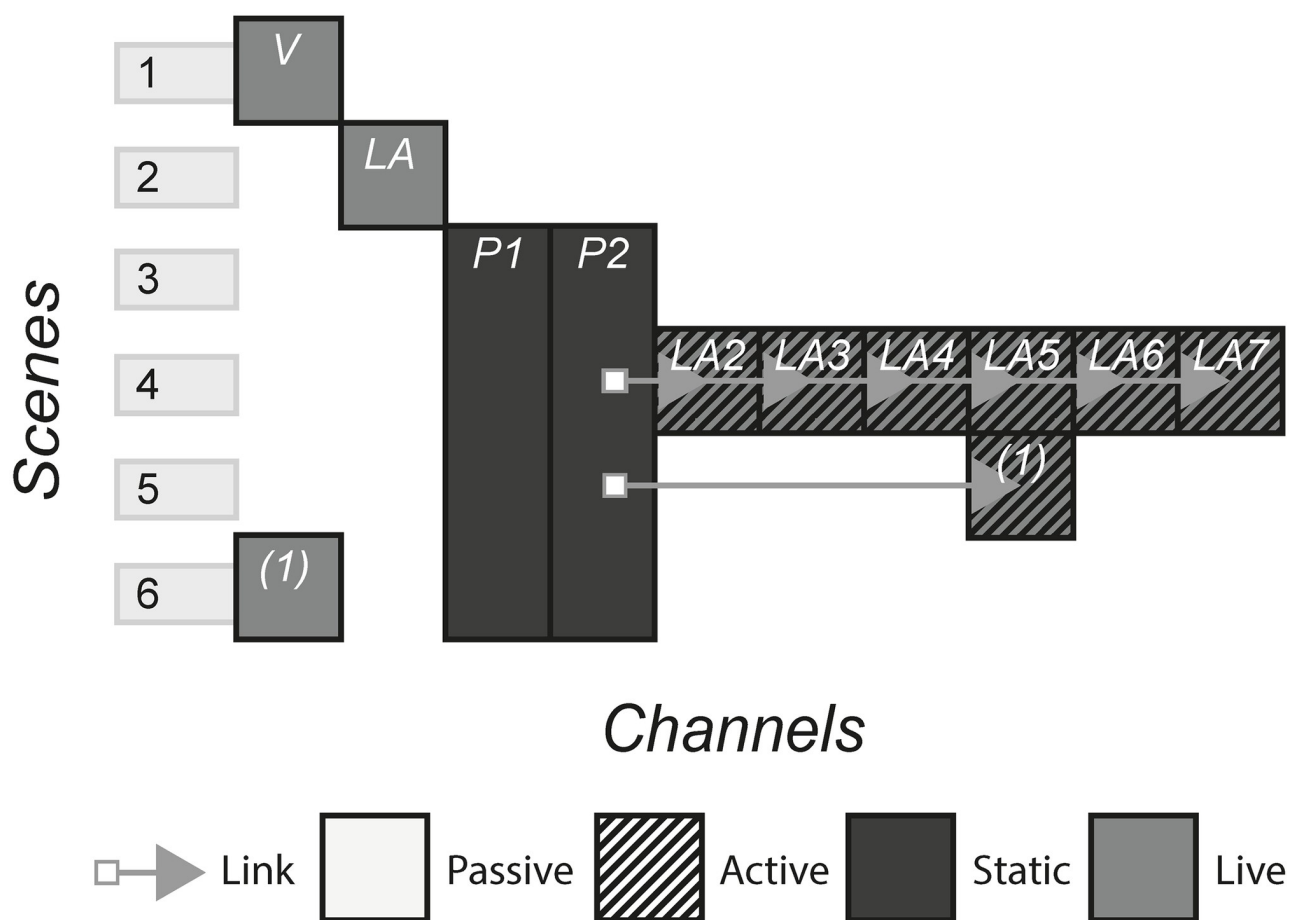 Scenes
1
V
2
LA
P1 P2
3
4
LA2 LA3 LA4 LA5 LA6 LA7
5
(1)
6
(1)
Channels
Link Passive Active Static Live